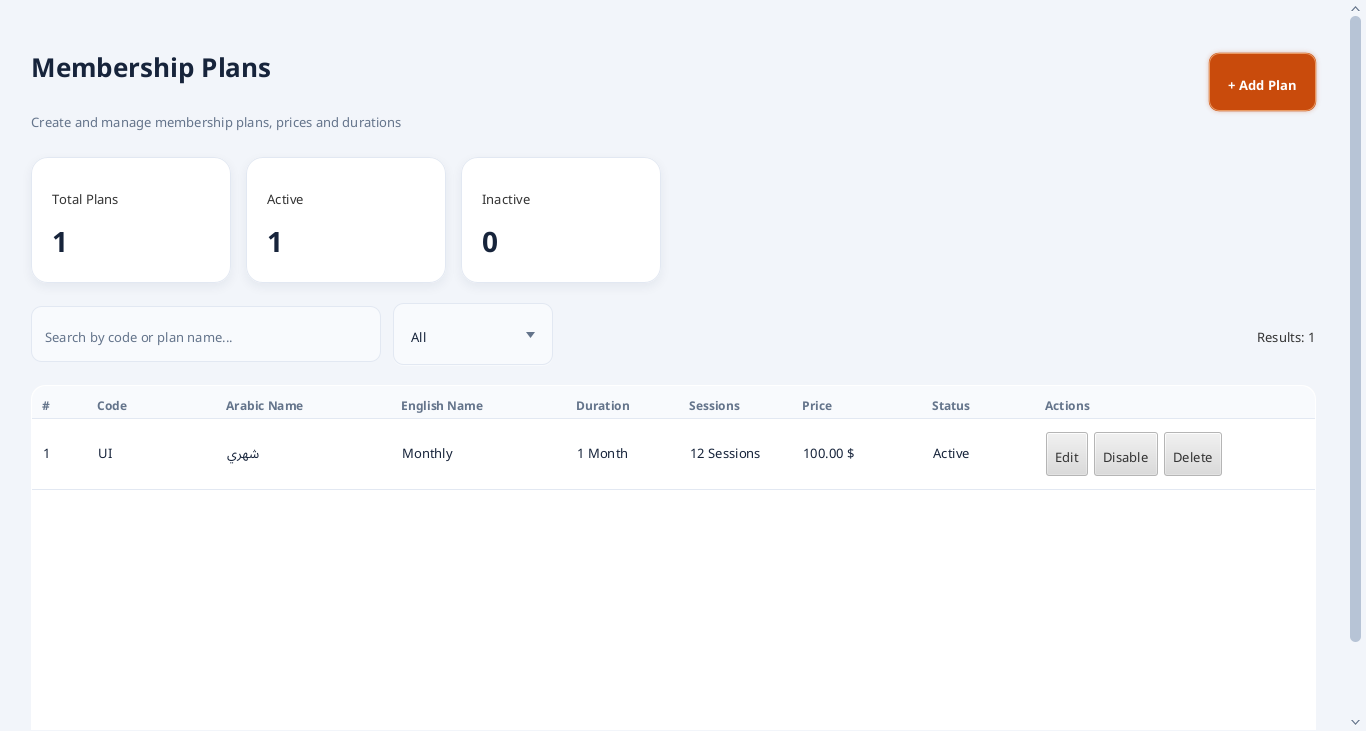 Membership Plans
+ Add Plan
Create and manage membership plans, prices and durations
Total Plans
1
Active
1
Inactive
0
Search by code or plan name...
All
Results: 1
# Code Arabic Name English Name Duration Sessions Price Status Actions
1 UI شهري Monthly 1 Month 12 Sessions 100.00 $ Active Edit Disable Delete